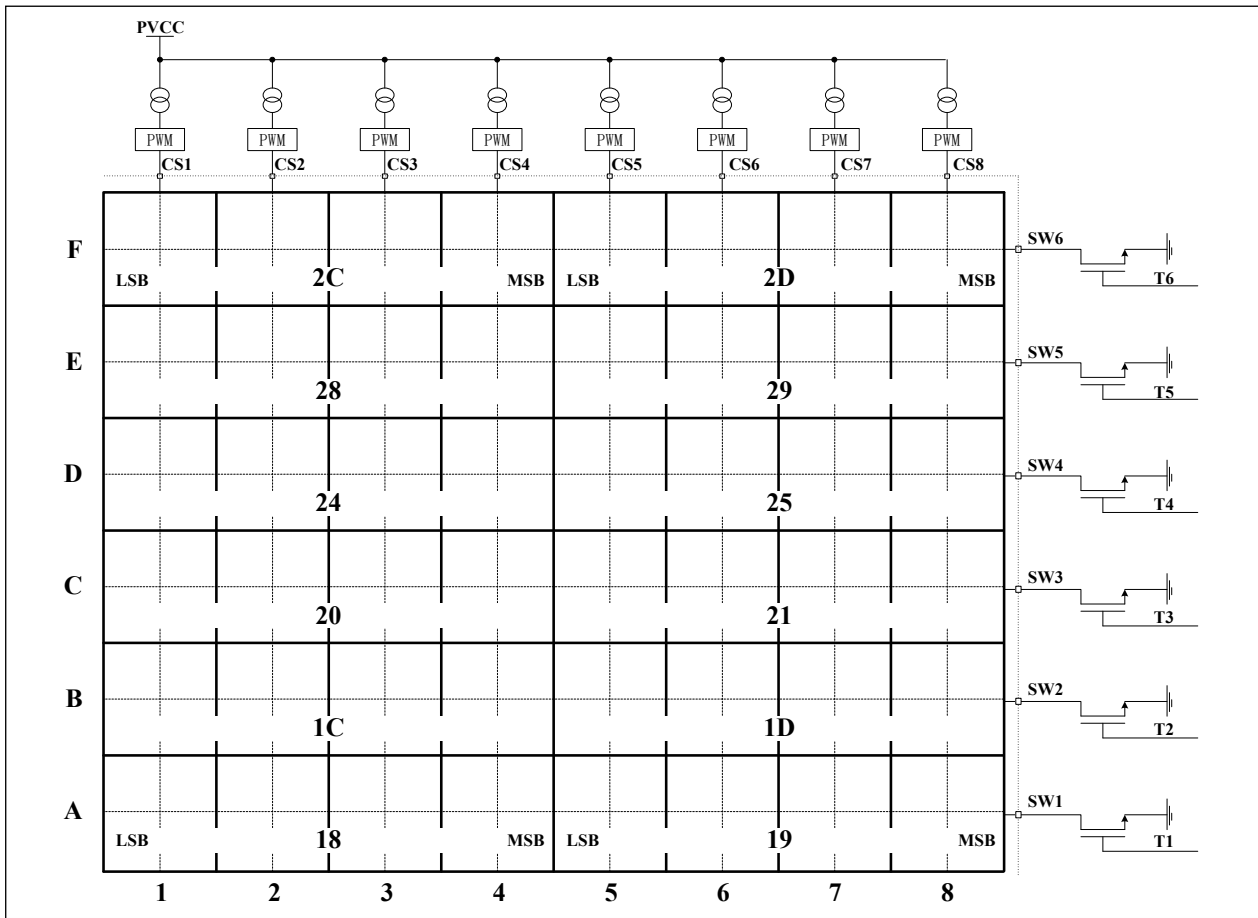 PVCC
PWM PWM PWM PWM PWM PWM PWM PWM
CS1 CS2 CS3 CS4 CS5 CS6 CS7 CS8
F SW6
LSB 2C MSB LSB 2D MSB T6
E SW5
28 29 T5
D SW4
24 25 T4
C SW3
20 21 T3
B SW2
1C 1D T2
A SW1
LSB 18 MSB LSB 19 MSB T1
1 2 3 4 5 6 7 8